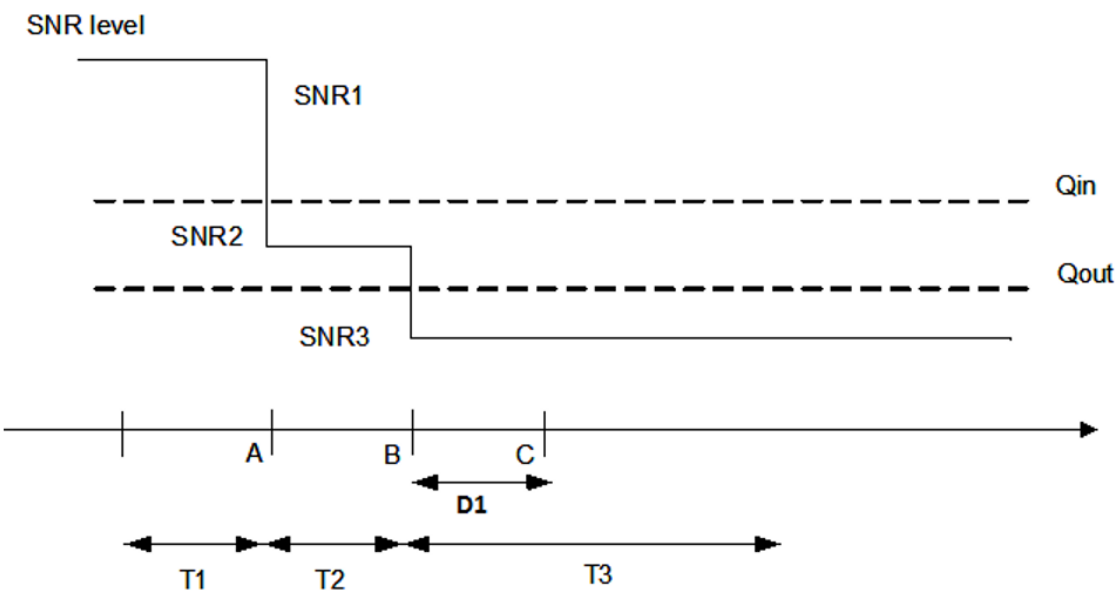 SNR level
SNR1
Qin
SNR2
Qout
SNR3
A B C
D1
T1 T2 T3